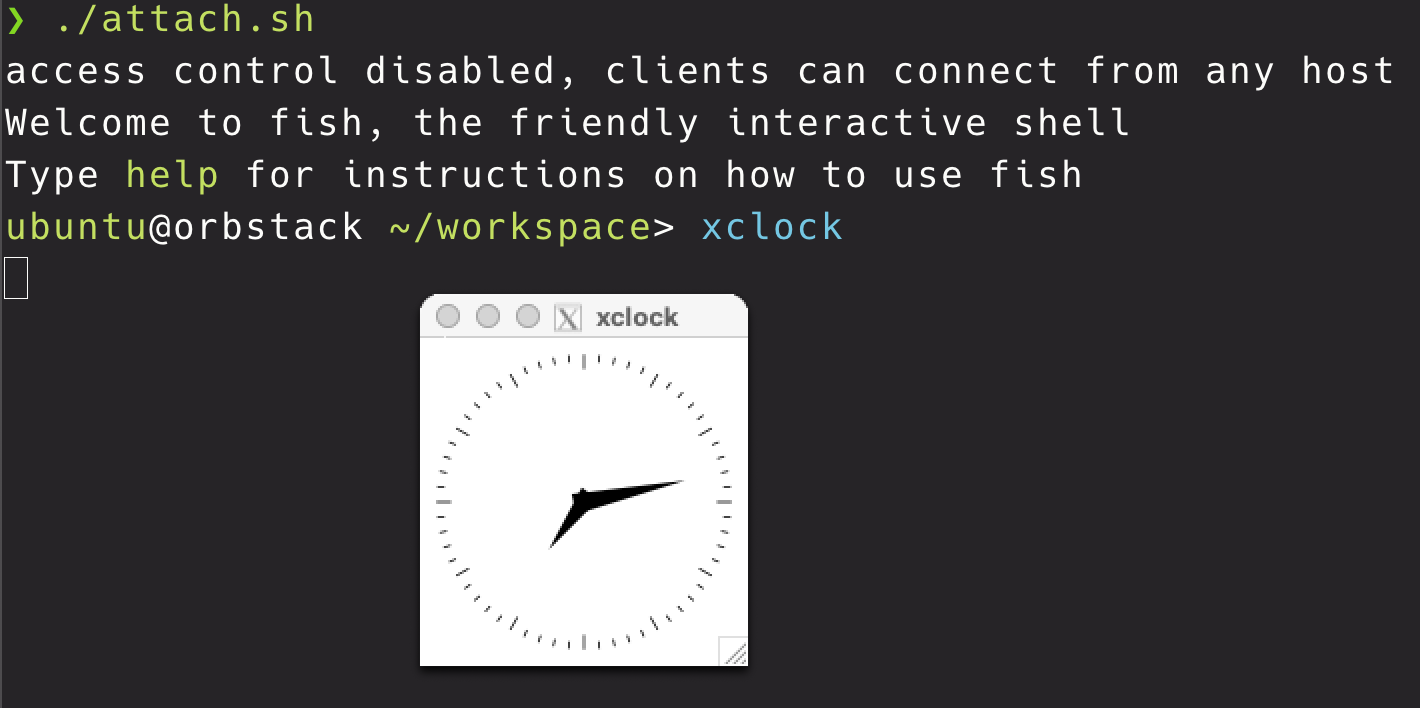 ❯ ./attach.sh
access control disabled, clients can connect from any host
Welcome to fish, the friendly interactive shell
Type help for instructions on how to use fish
ubuntu@orbstack ~/workspace> xclock
X xclock